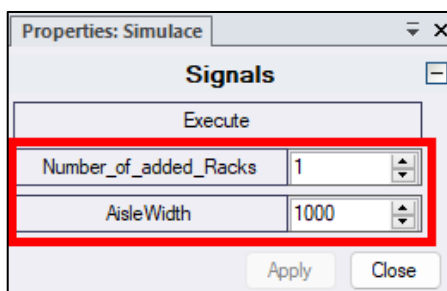 Properties: Simulace
Signals
Execute
Number_of_added_Racks 1
AisleWidth 1000
Apply Close